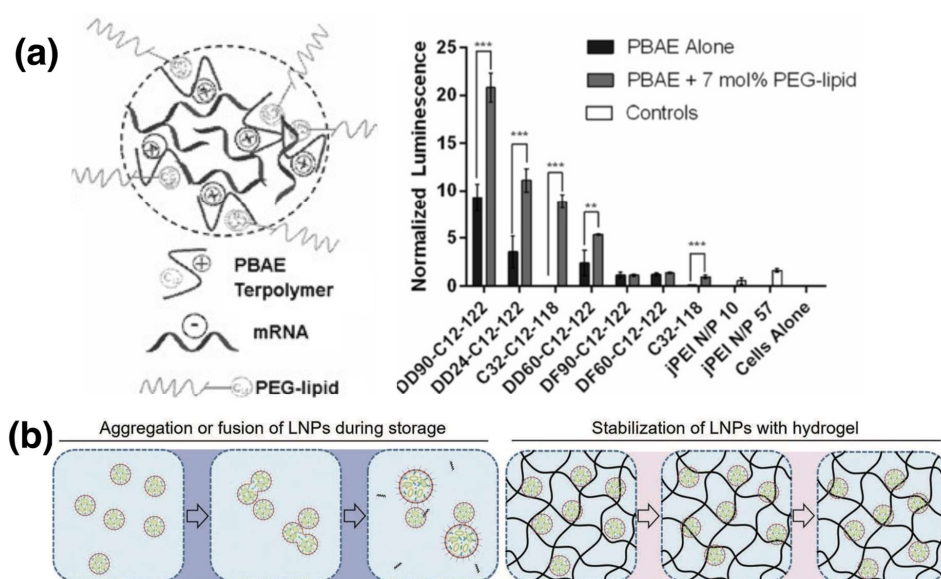 (a)
PBAE
Terpolymer
mRNA
PEG-lipid
Normalized Luminescence
25
20
15
10
5
0
***
***
***
**
***
PBAE Alone
PBAE + 7 mol% PEG-lipid
Controls
DD90-C12-122
DD24-C12-122
C32-C12-118
DD60-C12-122
DF90-C12-122
DF60-C12-122
C32-118
jPEI N/P 10
jPEI N/P 57
Cells Alone
(b)
Aggregation or fusion of LNPs during storage
Stabilization of LNPs with hydrogel